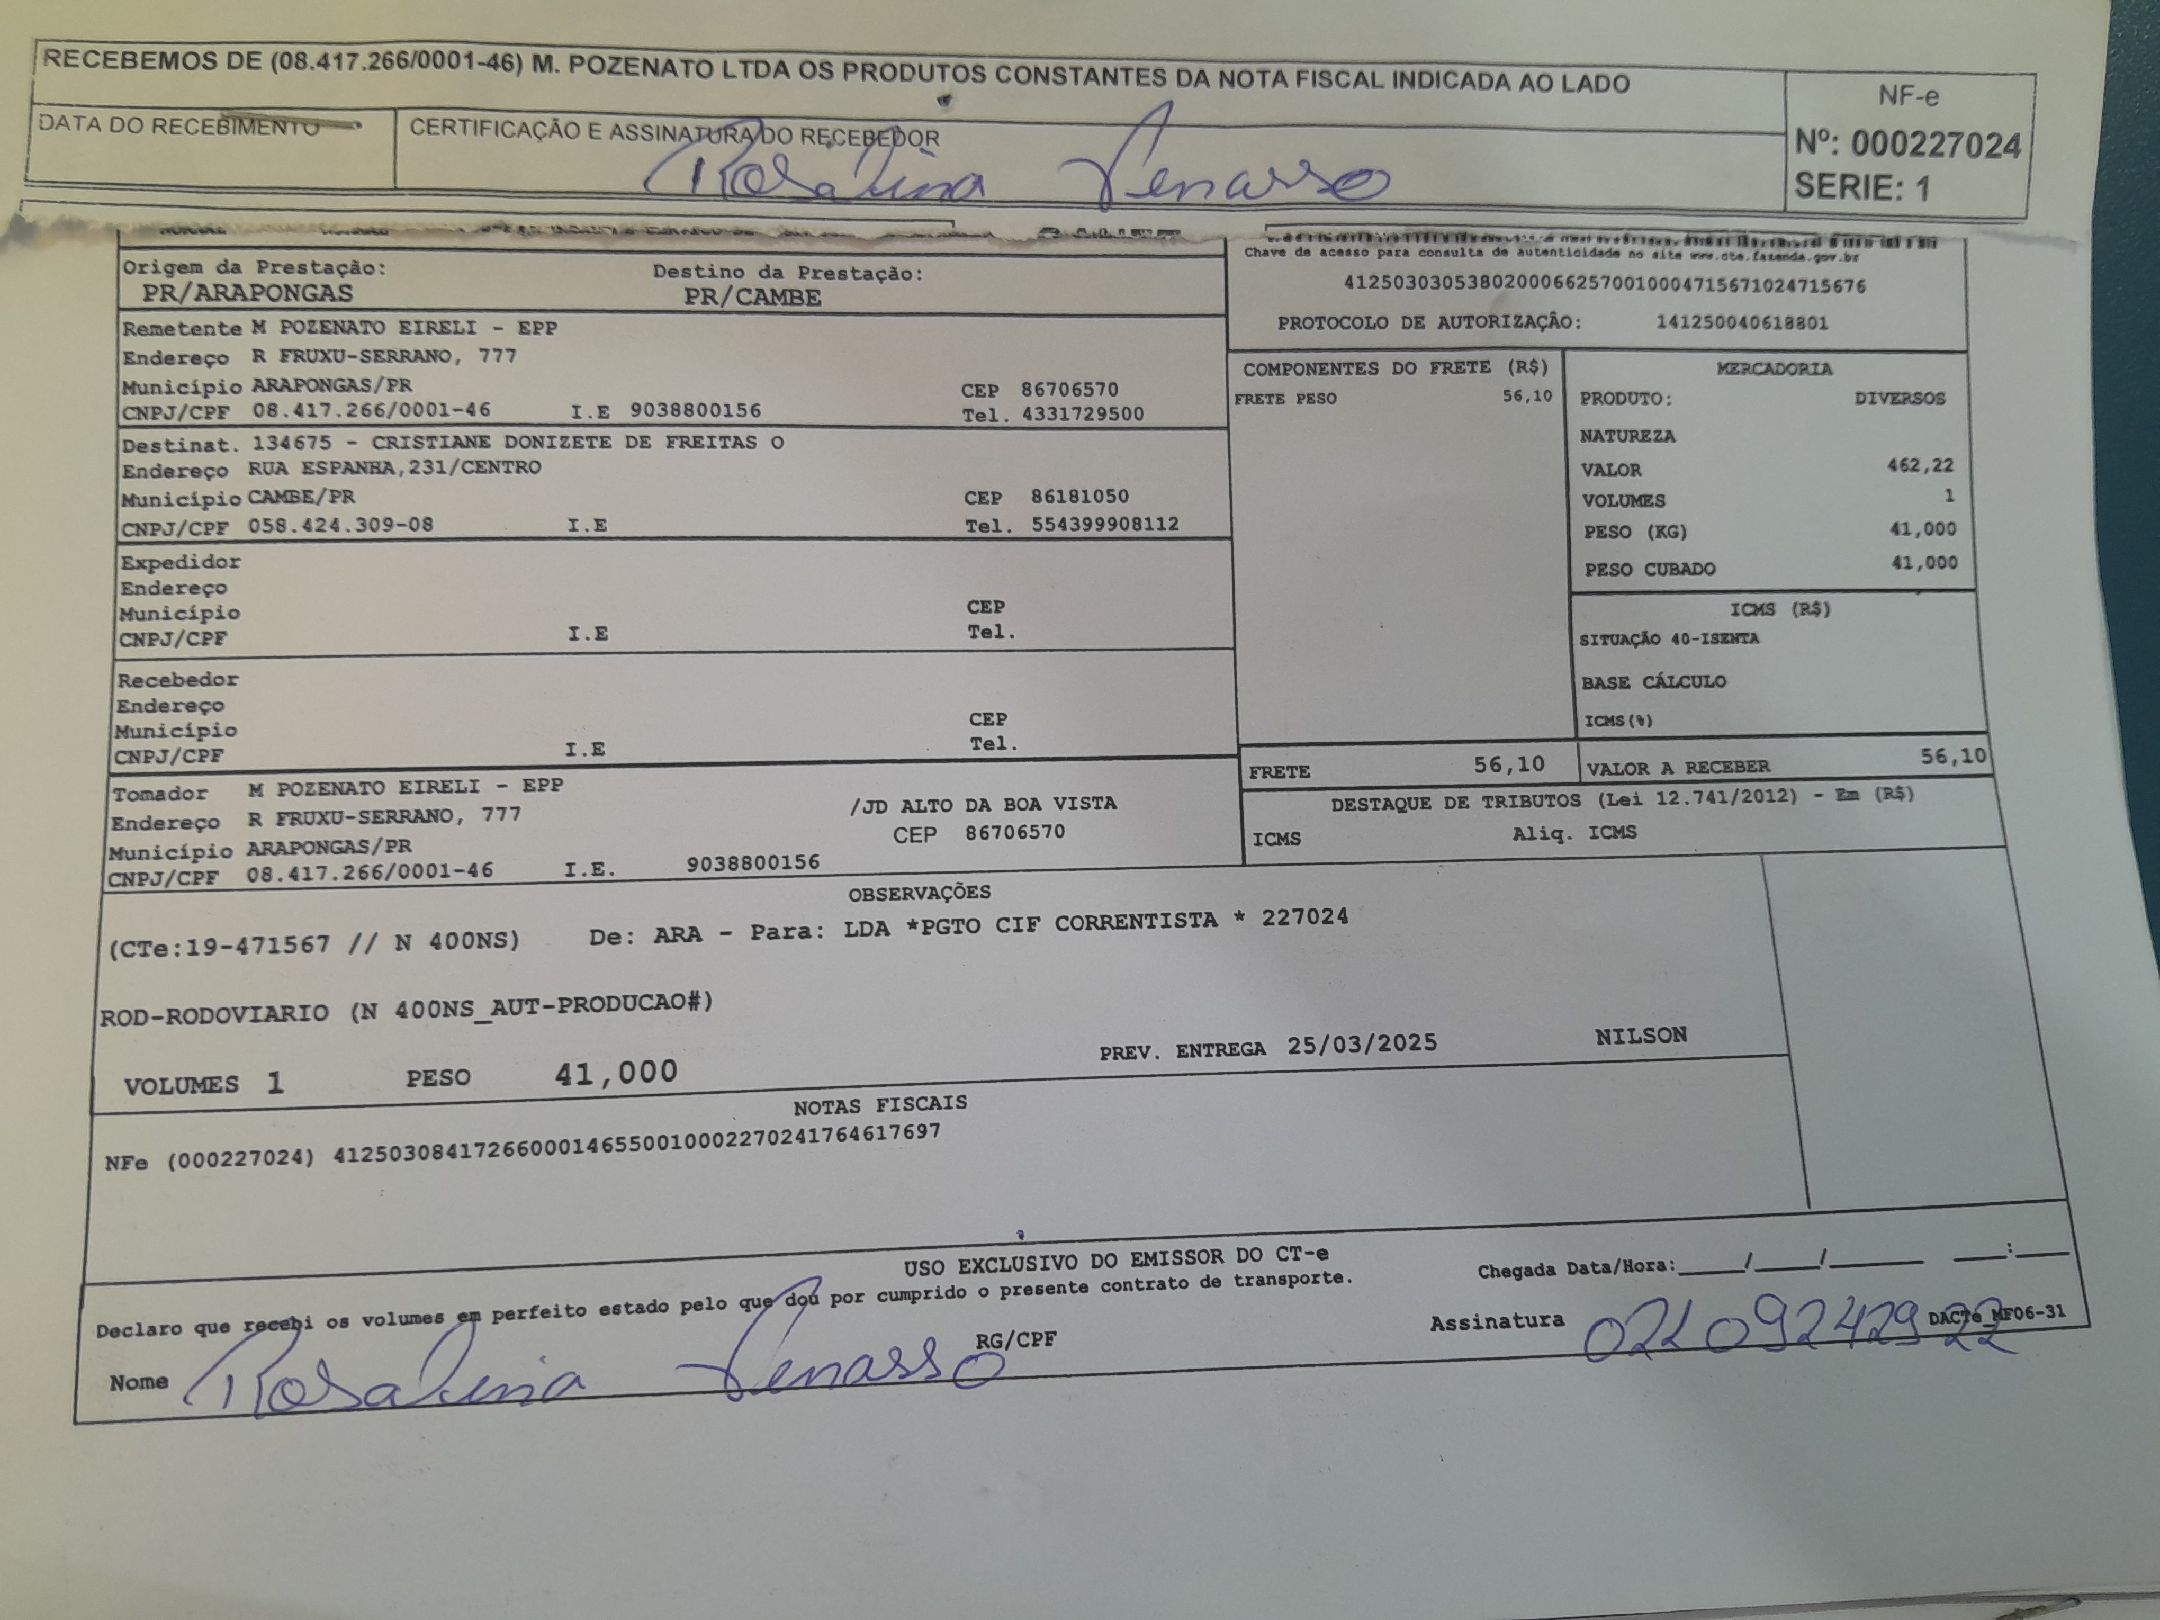 RECEBEMOS DE (08.417.266/0001-46) M. POZENATO LTDA OS PRODUTOS CONSTANTES DA NOTA FISCAL INDICADA AO LADO
DATA DO RECEBIMENTO
CERTIFICAÇÃO E ASSINATURA DO RECEBEDOR
Rosalina Venasso
NF-e
Nº: 000227024
SERIE: 1
Origem da Prestação: Destino da Prestação:
PR/ARAPONGAS PR/CAMBE
Chave de acesso para consulta de autenticidade no site www.cte.fazenda.gov.br
41250303053802000662570010004715671024715676
PROTOCOLO DE AUTORIZAÇÂO: 141250040618801
Remetente M POZENATO EIRELI - EPP
Endereço R FRUXU-SERRANO, 777
Município ARAPONGAS/PR CEP 86706570
CNPJ/CPF 08.417.266/0001-46 I.E 9038800156 Tel. 4331729500
Destinat. 134675 - CRISTIANE DONIZETE DE FREITAS O
Endereço RUA ESPANHA,231/CENTRO
Município CAMBE/PR CEP 86181050
CNPJ/CPF 058.424.309-08 I.E Tel. 554399908112
Expedidor
Endereço
Município CEP
CNPJ/CPF I.E Tel.
Recebedor
Endereço
Município CEP
CNPJ/CPF I.E Tel.
Tomador M POZENATO EIRELI - EPP
Endereço R FRUXU-SERRANO, 777 /JD ALTO DA BOA VISTA
Município ARAPONGAS/PR CEP 86706570
CNPJ/CPF 08.417.266/0001-46 I.E. 9038800156
COMPONENTES DO FRETE (R$)
FRETE PESO 56,10
MERCADORIA
PRODUTO: DIVERSOS
NATUREZA
VALOR 462,22
VOLUMES 1
PESO (KG) 41,000
PESO CUBADO 41,000
ICMS (R$)
SITUAÇÃO 40-ISENTA
BASE CÁLCULO
ICMS(%)
FRETE 56,10 VALOR A RECEBER 56,10
DESTAQUE DE TRIBUTOS (Lei 12.741/2012) - Em (R$)
ICMS Aliq. ICMS
OBSERVAÇÕES
(CTe:19-471567 // N 400NS) De: ARA - Para: LDA *PGTO CIF CORRENTISTA * 227024
ROD-RODOVIARIO (N 400NS_AUT-PRODUCAO#)
VOLUMES 1 PESO 41,000 PREV. ENTREGA 25/03/2025 NILSON
NOTAS FISCAIS
NFe (000227024) 41250308417266000146550010002270241764617697
USO EXCLUSIVO DO EMISSOR DO CT-e
Declaro que recebi os volumes em perfeito estado pelo que dou por cumprido o presente contrato de transporte.
Chegada Data/Hora:_____/_____/_______ ____:____
Nome Rosalina Venasso RG/CPF Assinatura 02109242922 DACTe_MF06-31